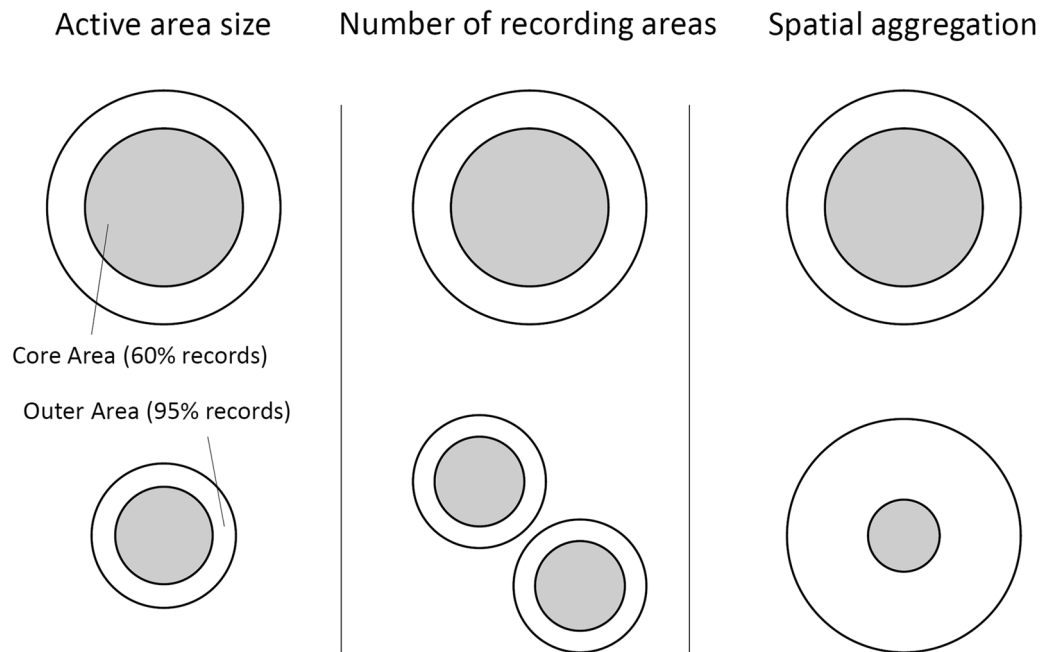 Active area size
Number of recording areas
Spatial aggregation
Core Area (60% records)
Outer Area (95% records)